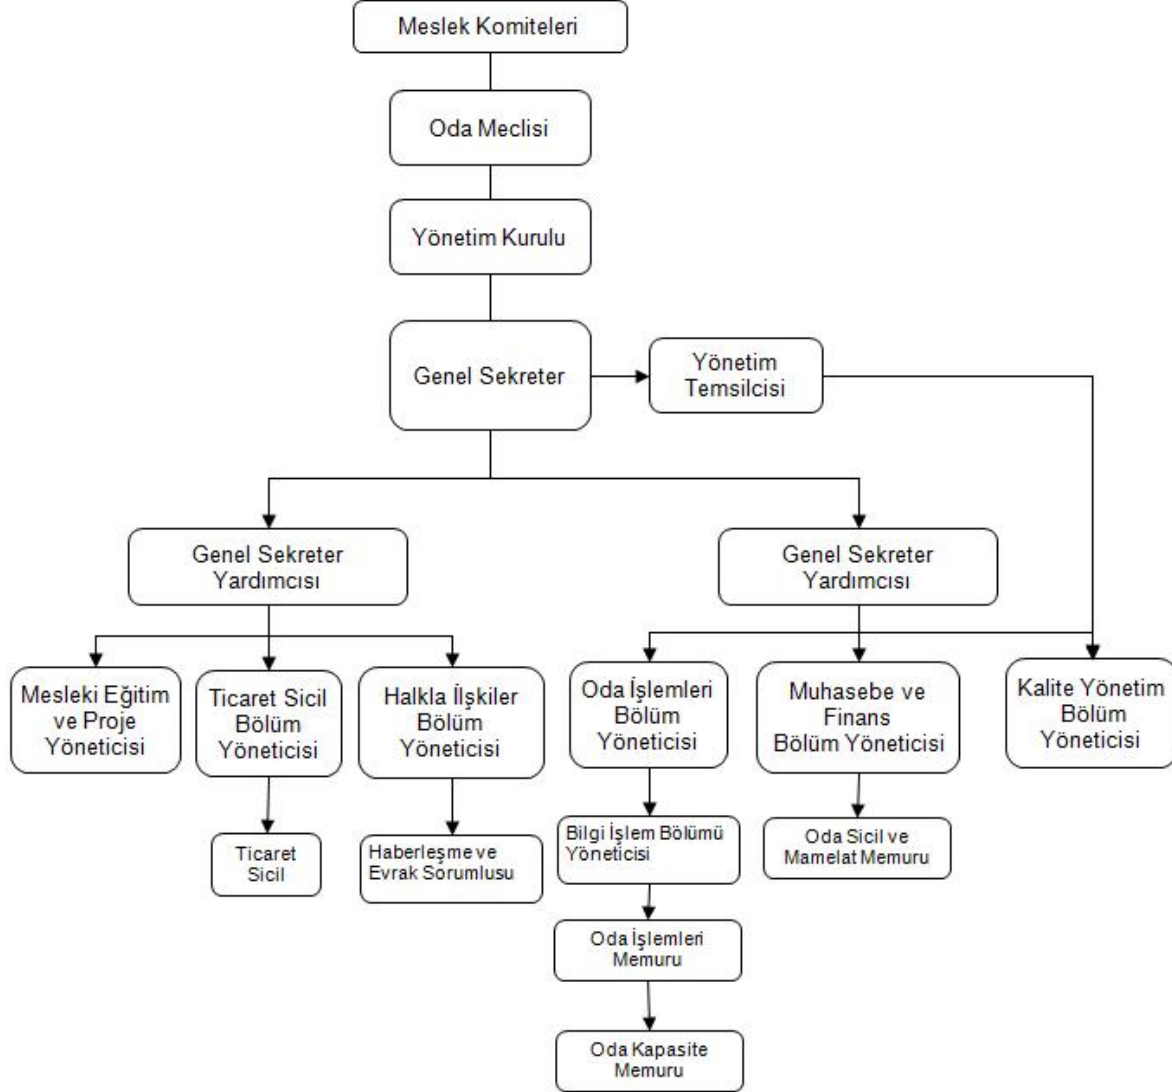 Meslek Komiteleri
Oda Meclisi
Yönetim Kurulu
Genel Sekreter
Yönetim
Temsilcisi
Genel Sekreter
Yardımcısı
Genel Sekreter
Yardımcısı
Mesleki Eğitim
ve Proje
Yöneticisi
Ticaret Sicil
Bölüm
Yöneticisi
Halkla İlşkiler
Bölüm
Yöneticisi
Oda İşlemleri
Bölüm
Yöneticisi
Muhasebe ve
Finans
Bölüm Yöneticisi
Kalite Yönetim
Bölüm
Yöneticisi
Ticaret
Sicil
Haberleşme ve
Evrak Sorumlusu
Bilgi İşlem Bölümü
Yöneticisi
Oda Sicil ve
Mamelat Memuru
Oda İşlemleri
Memuru
Oda Kapasite
Memuru